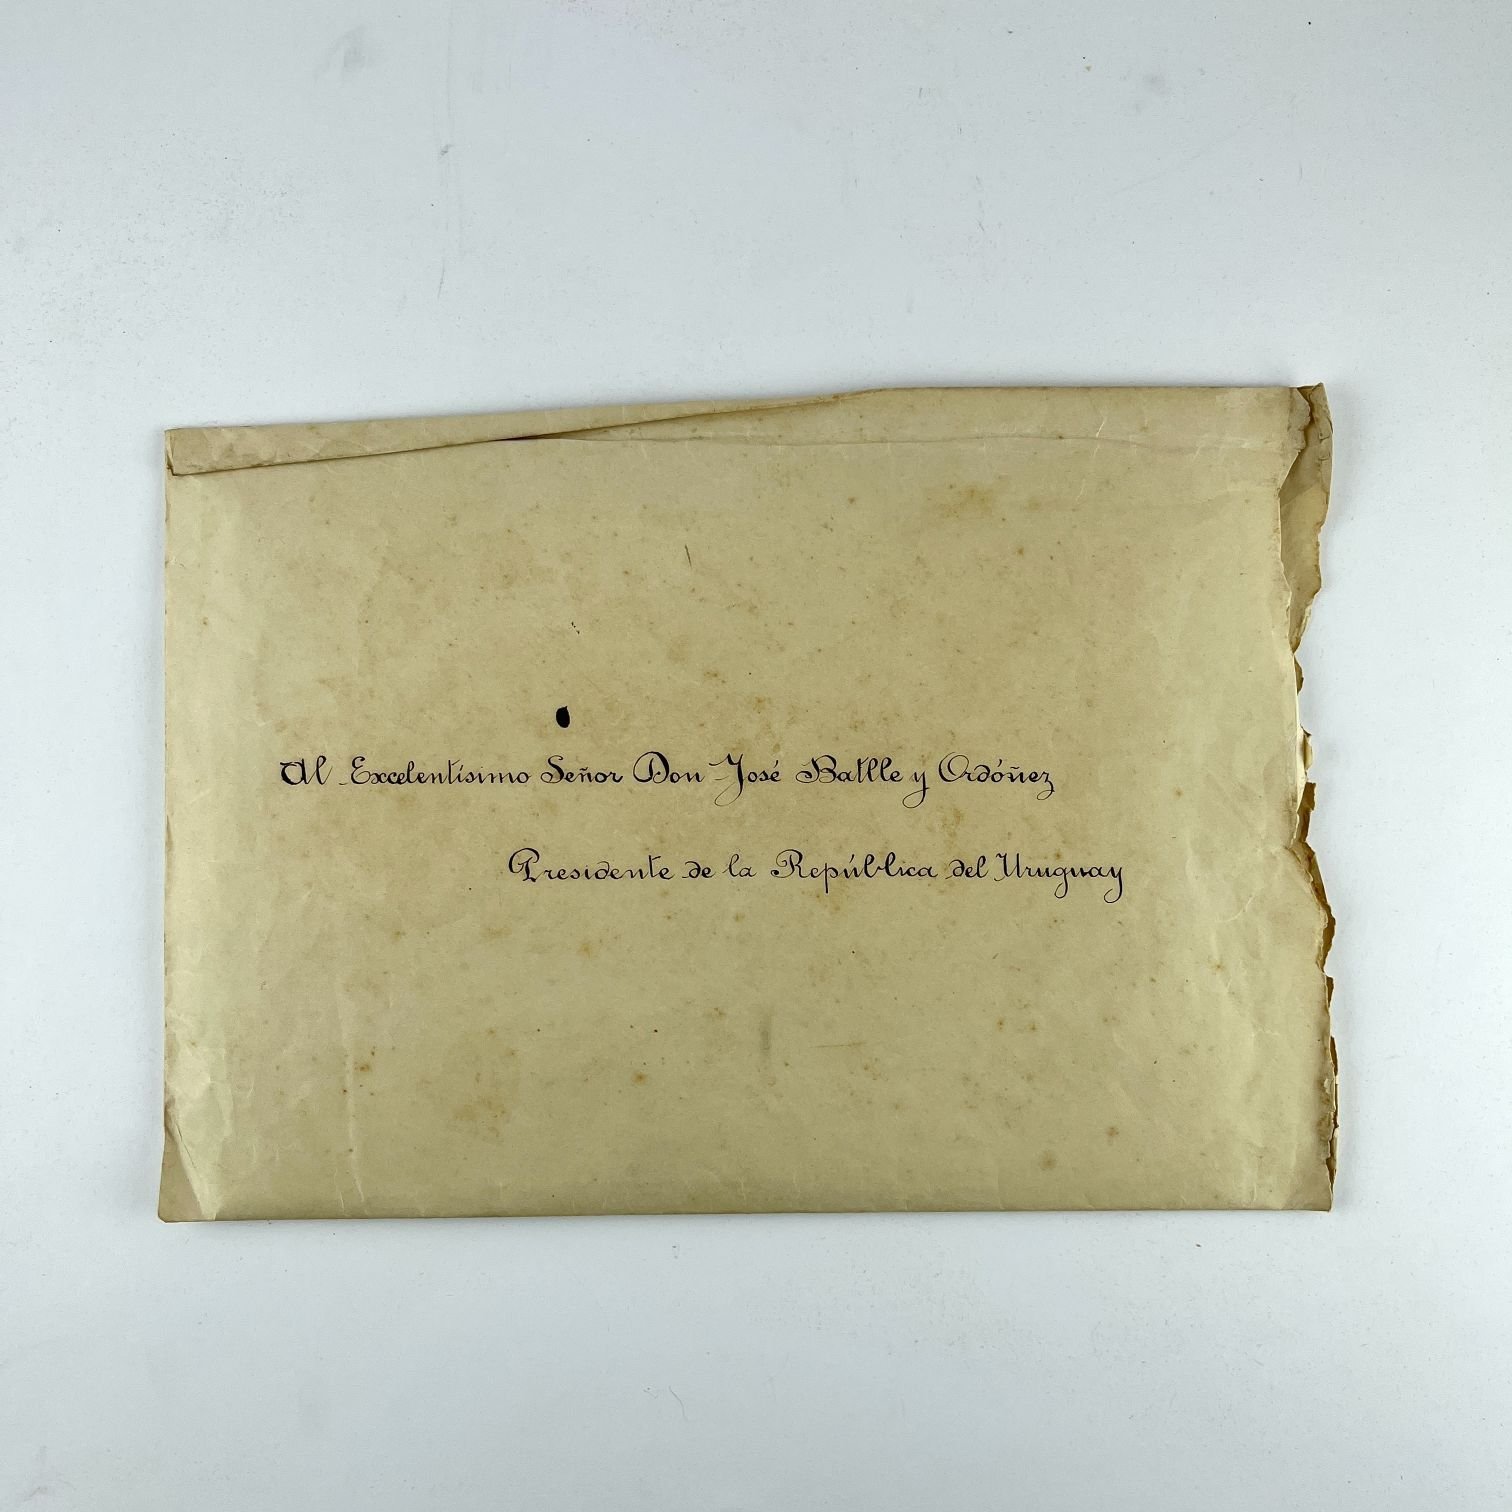 Al Excelentísimo Señor Don José Batlle y Ordóñez
Presidente de la República del Uruguay